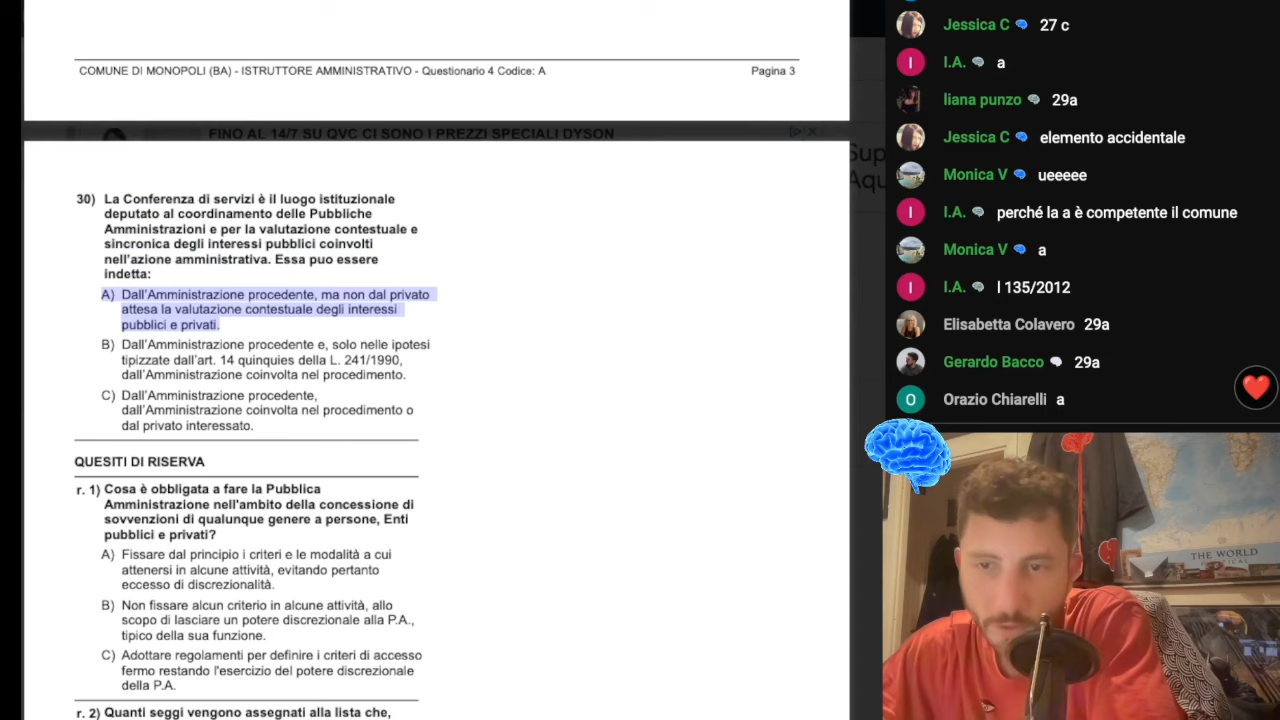 COMUNE DI MONOPOLI (BA) - ISTRUTTORE AMMINISTRATIVO - Questionario 4 Codice: A
Pagina 3
FINO AL 14/7 SU QVC CI SONO I PREZZI SPECIALI DYSON
30) La Conferenza di servizi è il luogo istituzionale
deputato al coordinamento delle Pubbliche
Amministrazioni e per la valutazione contestuale e
sincronica degli interessi pubblici coinvolti
nell'azione amministrativa. Essa puo essere
indetta:
A) Dall'Amministrazione procedente, ma non dal privato
attesa la valutazione contestuale degli interessi
pubblici e privati.
B) Dall'Amministrazione procedente e, solo nelle ipotesi
tipizzate dall'art. 14 quinquies della L. 241/1990,
dall'Amministrazione coinvolta nel procedimento.
C) Dall'Amministrazione procedente,
dall'Amministrazione coinvolta nel procedimento o
dal privato interessato.
QUESITI DI RISERVA
r. 1) Cosa è obbligata a fare la Pubblica
Amministrazione nell'ambito della concessione di
sovvenzioni di qualunque genere a persone, Enti
pubblici e privati?
A) Fissare dal principio i criteri e le modalità a cui
attenersi in alcune attività, evitando pertanto
eccesso di discrezionalità.
B) Non fissare alcun criterio in alcune attività, allo
scopo di lasciare un potere discrezionale alla P.A.,
tipico della sua funzione.
C) Adottare regolamenti per definire i criteri di accesso
fermo restando l'esercizio del potere discrezionale
della P.A.
r. 2) Quanti seggi vengono assegnati alla lista che,
Sup
Aqu
Jessica C 27 c
I I.A. a
liana punzo 29a
Jessica C elemento accidentale
Monica V ueeeee
I I.A. perché la a è competente il comune
Monica V a
I I.A. l 135/2012
Elisabetta Colavero 29a
Gerardo Bacco 29a
O Orazio Chiarelli a
THE WORLD